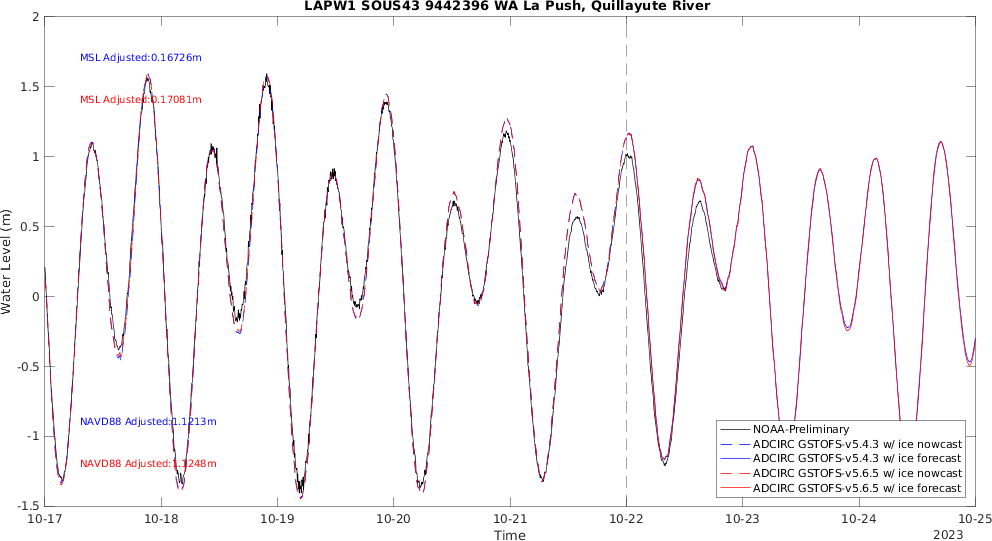 LAPW1 SOUS43 9442396 WA La Push, Quillayute River
2
1.5
1
0.5
0
-0.5
-1
-1.5
Water Level (m)
MSL Adjusted:0.16726m
MSL Adjusted:0.17081m
NAVD88 Adjusted:1.1213m
NAVD88 Adjusted:1.1248m
NOAA-Preliminary
ADCIRC GSTOFS-v5.4.3 w/ ice nowcast
ADCIRC GSTOFS-v5.4.3 w/ ice forecast
ADCIRC GSTOFS-v5.6.5 w/ ice nowcast
ADCIRC GSTOFS-v5.6.5 w/ ice forecast
10-17 10-18 10-19 10-20 10-21 10-22 10-23 10-24 10-25
Time
2023